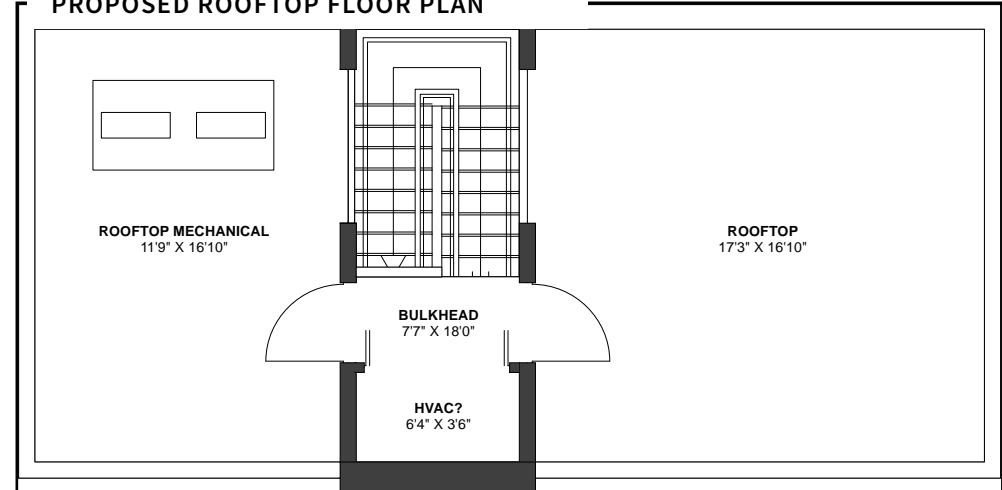 PROPOSED ROOFTOP FLOOR PLAN
ROOFTOP MECHANICAL
11'9" X 16'10"
ROOFTOP
17'3" X 16'10"
BULKHEAD
7'7" X 18'0"
HVAC?
6'4" X 3'6"